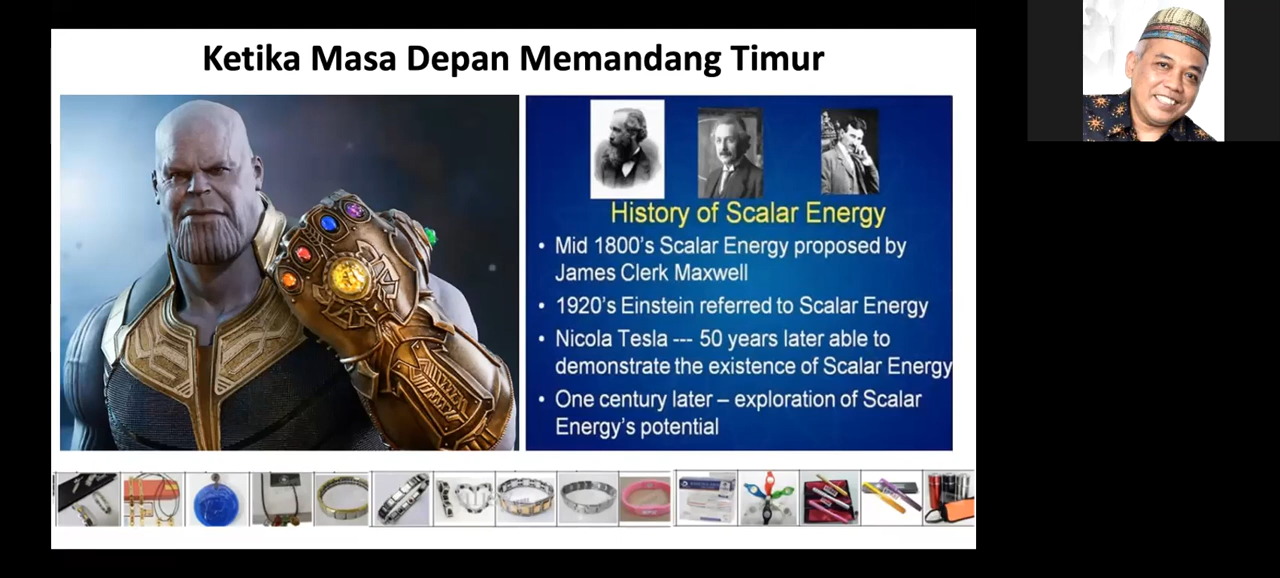 Ketika Masa Depan Memandang Timur
History of Scalar Energy
• Mid 1800's Scalar Energy proposed by
James Clerk Maxwell
• 1920's Einstein referred to Scalar Energy
• Nicola Tesla --- 50 years later able to
demonstrate the existence of Scalar Energy
• One century later – exploration of Scalar
Energy's potential